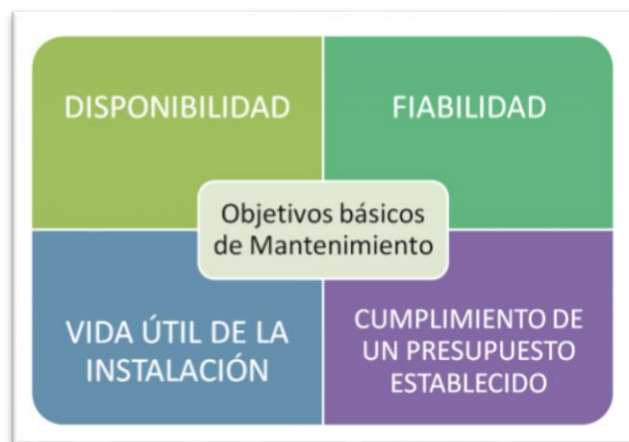 DISPONIBILIDAD
FIABILIDAD
Objetivos básicos
de Mantenimiento
VIDA ÚTIL DE LA
INSTALACIÓN
CUMPLIMIENTO DE
UN PRESUPUESTO
ESTABLECIDO